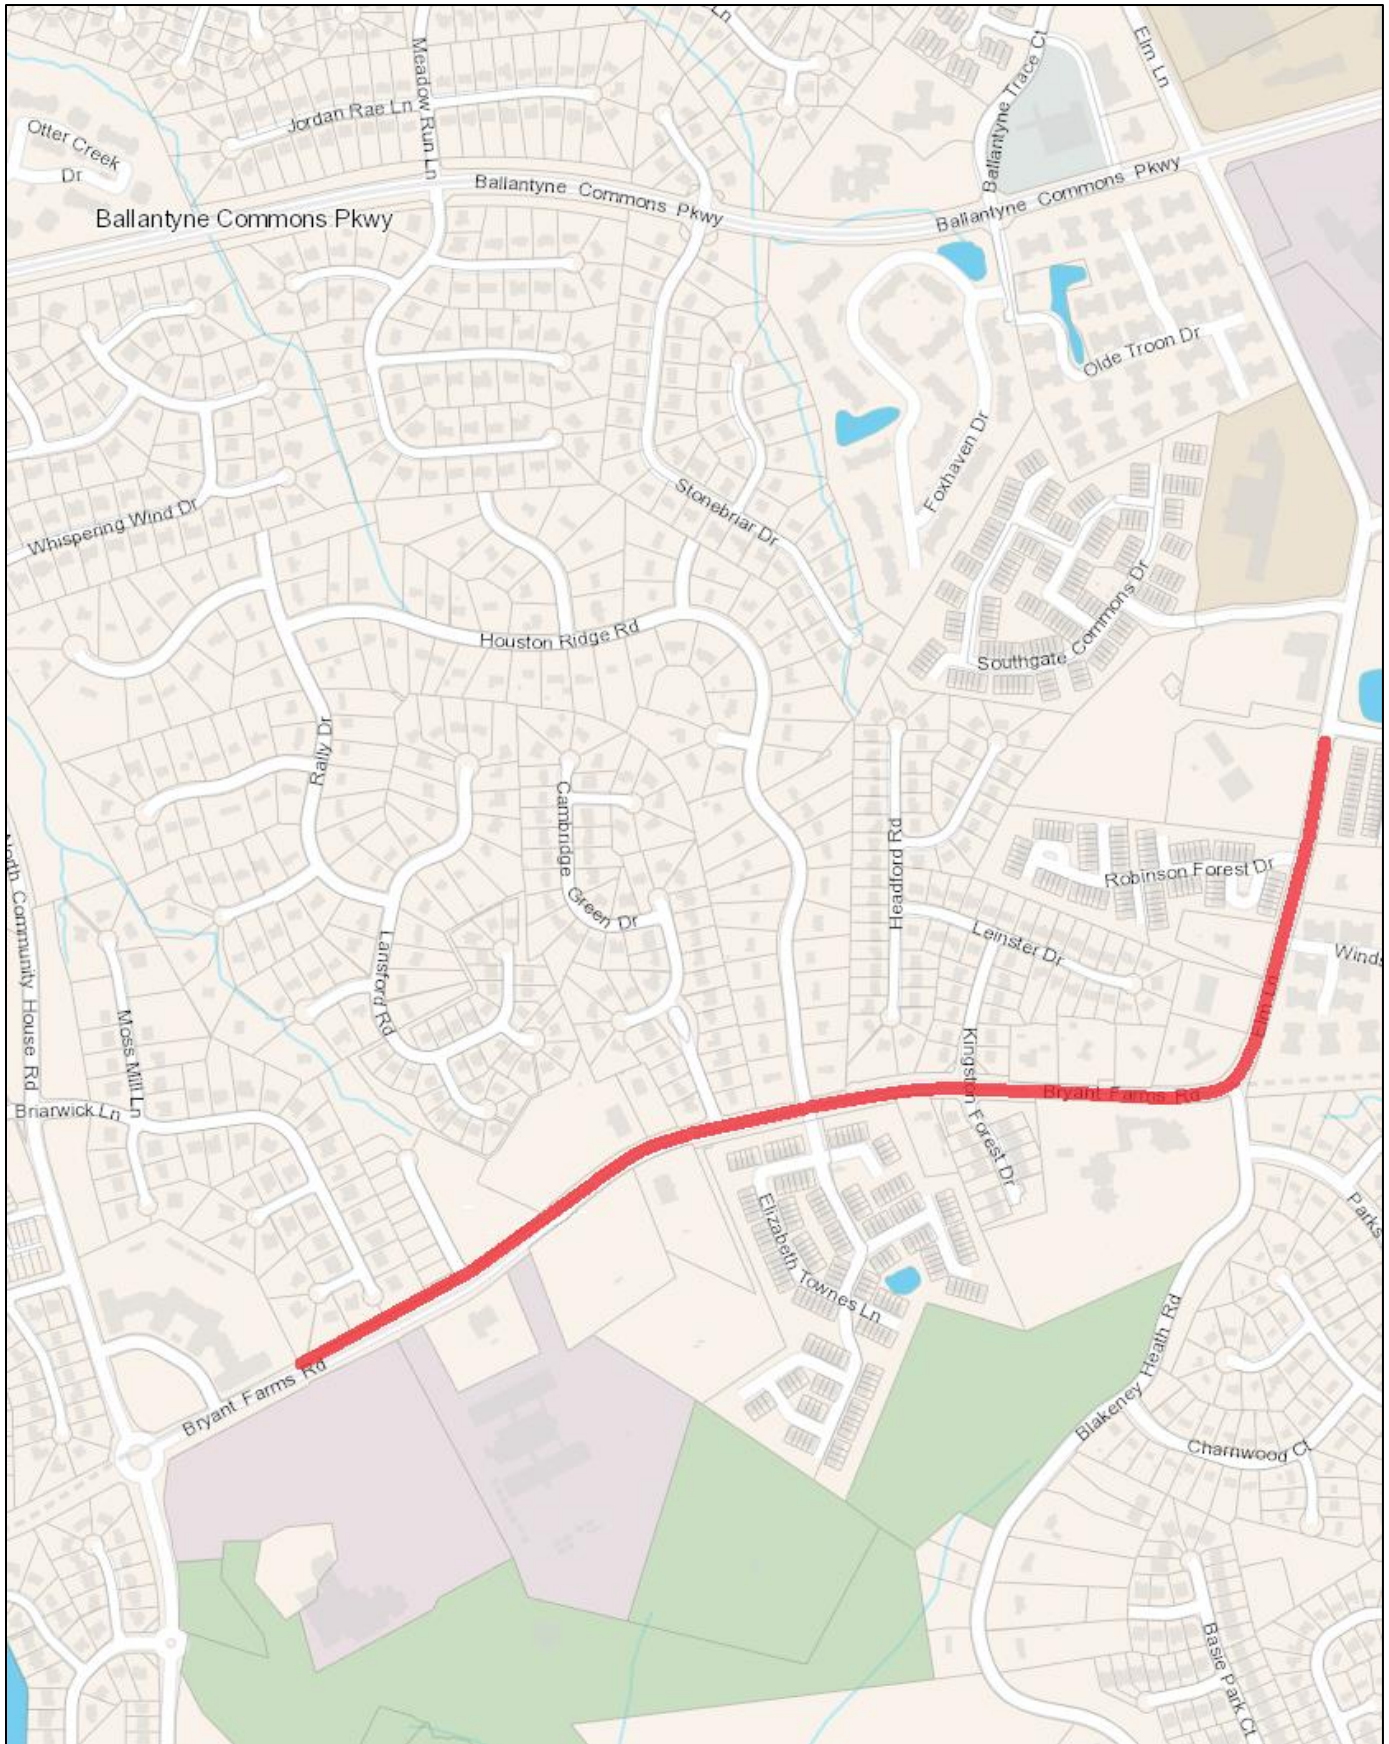 Ln
Elm Ln
Meadow Run Ln
Ballantyne Trace Ct
Jordan Rae Ln
Otter Creek
Dr
Ballantyne Commons Pkwy
Ballantyne Commons Pkwy
Ballantyne Commons Pkwy
Olde Troon Dr
Foxhaven Dr
Stonebriar Dr
Whispering Wind Dr
Southgate Commons Dr
Houston Ridge Rd
Rally Dr
Cambridge Green Dr
Headford Rd
Robinson Forest Dr
North Community House Rd
Leinster Dr
Winds
Lansford Rd
Elm Ln
Moss Mill Ln
Kingston Forest Dr
Bryant Farms Rd
Briarwick Ln
Elizabeth Townes Ln
Parks
Blakeney Heath Rd
Bryant Farms Rd
Charnwood Ct
Basie Park Ct